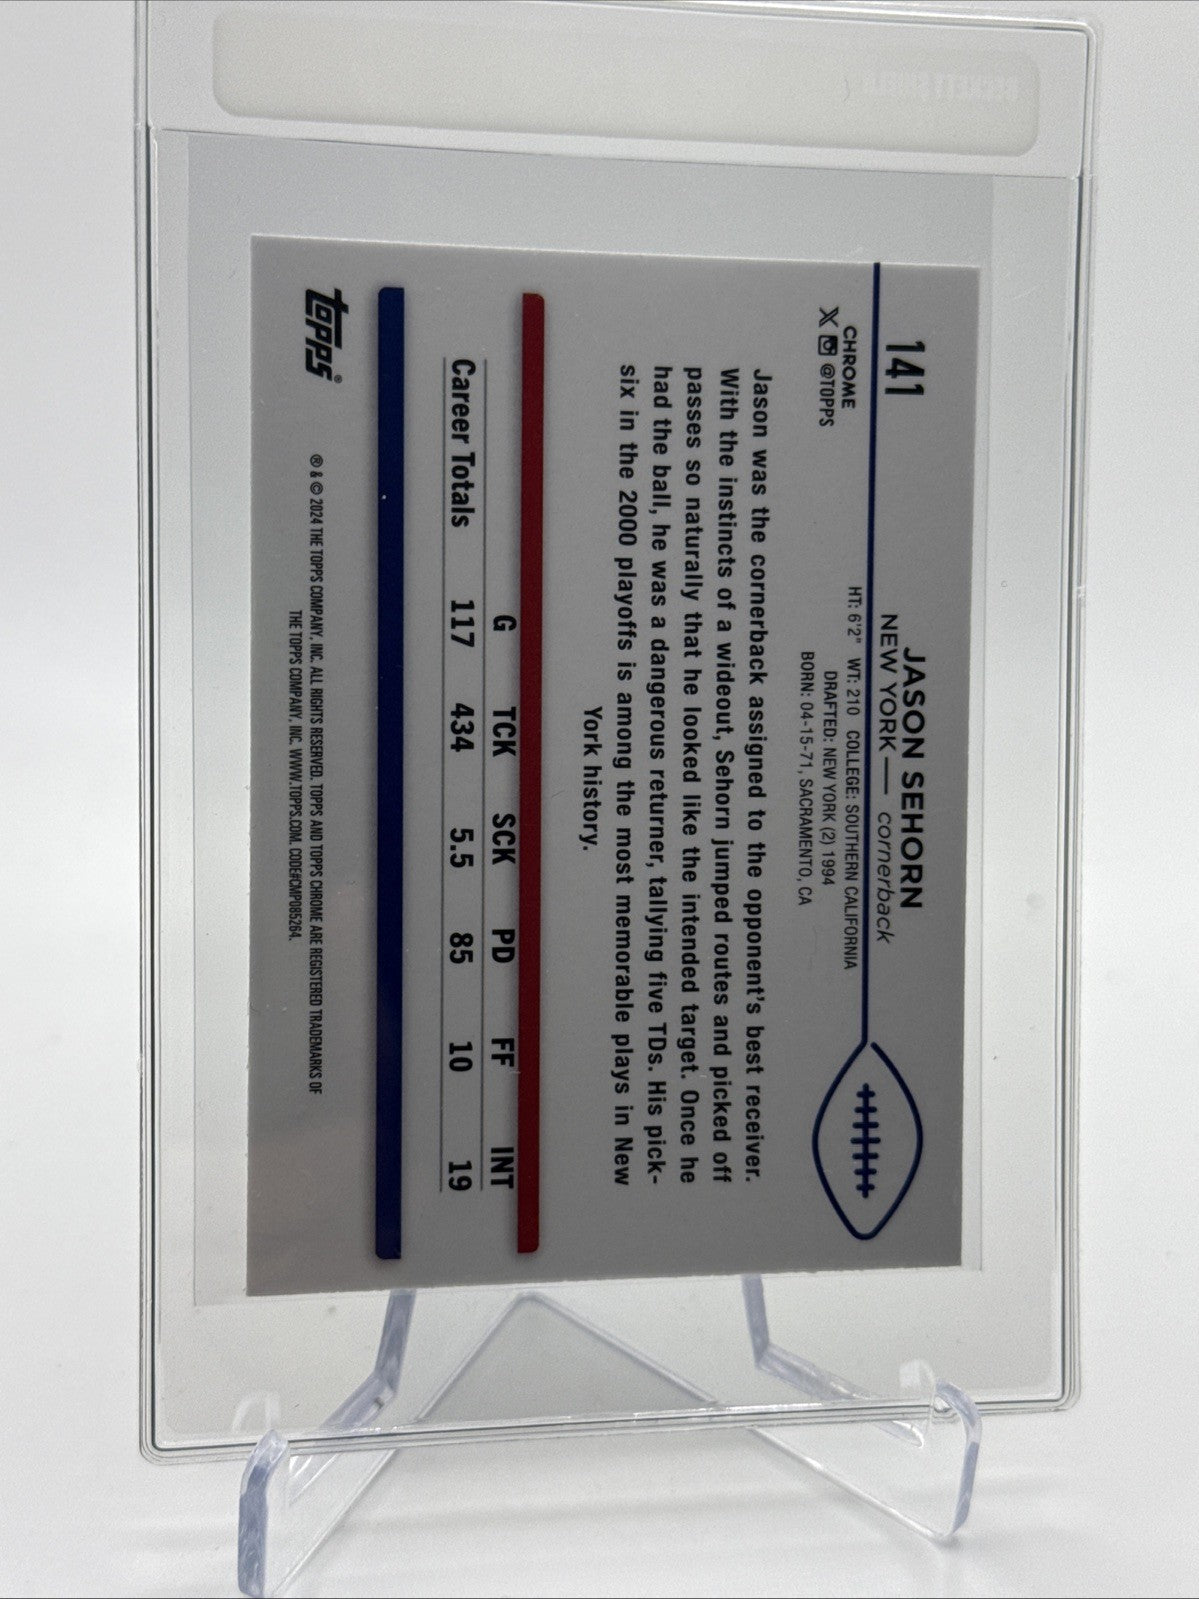 141
JASON SEHORN
NEW YORK — cornerback
CHROME
X @TOPPS
HT: 6'2" WT: 210 COLLEGE: SOUTHERN CALIFORNIA
DRAFTED: NEW YORK (2) 1994
BORN: 04-15-71, SACRAMENTO, CA
Jason was the cornerback assigned to the opponent's best receiver.
With the instincts of a wideout, Sehorn jumped routes and picked off
passes so naturally that he looked like the intended target. Once he
had the ball, he was a dangerous returner, tallying five TDs. His pick-
six in the 2000 playoffs is among the most memorable plays in New
York history.
G TCK SCK PD FF INT
Career Totals 117 434 5.5 85 10 19
topps®
® & © 2024 THE TOPPS COMPANY, INC. ALL RIGHTS RESERVED. TOPPS AND TOPPS CHROME ARE REGISTERED TRADEMARKS OF
THE TOPPS COMPANY, INC. WWW.TOPPS.COM. CODE#CMP085264.